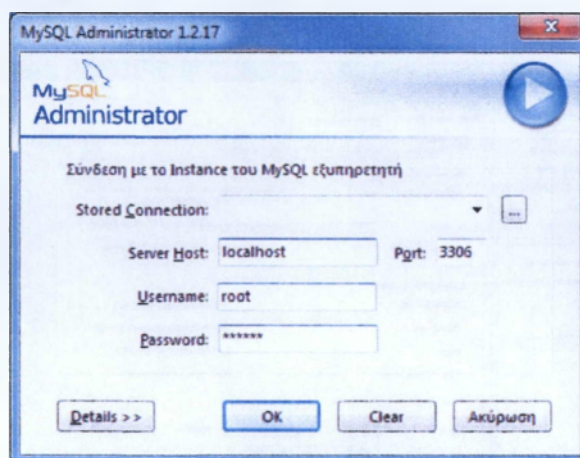 MySQL Administrator 1.2.17
MySQL
Administrator
Σύνδεση με το Instance του MySQL εξυπηρετητή
Stored Connection: ...
Server Host: localhost Port: 3306
Username: root
Password: ******
Details >> OK Clear Ακύρωση